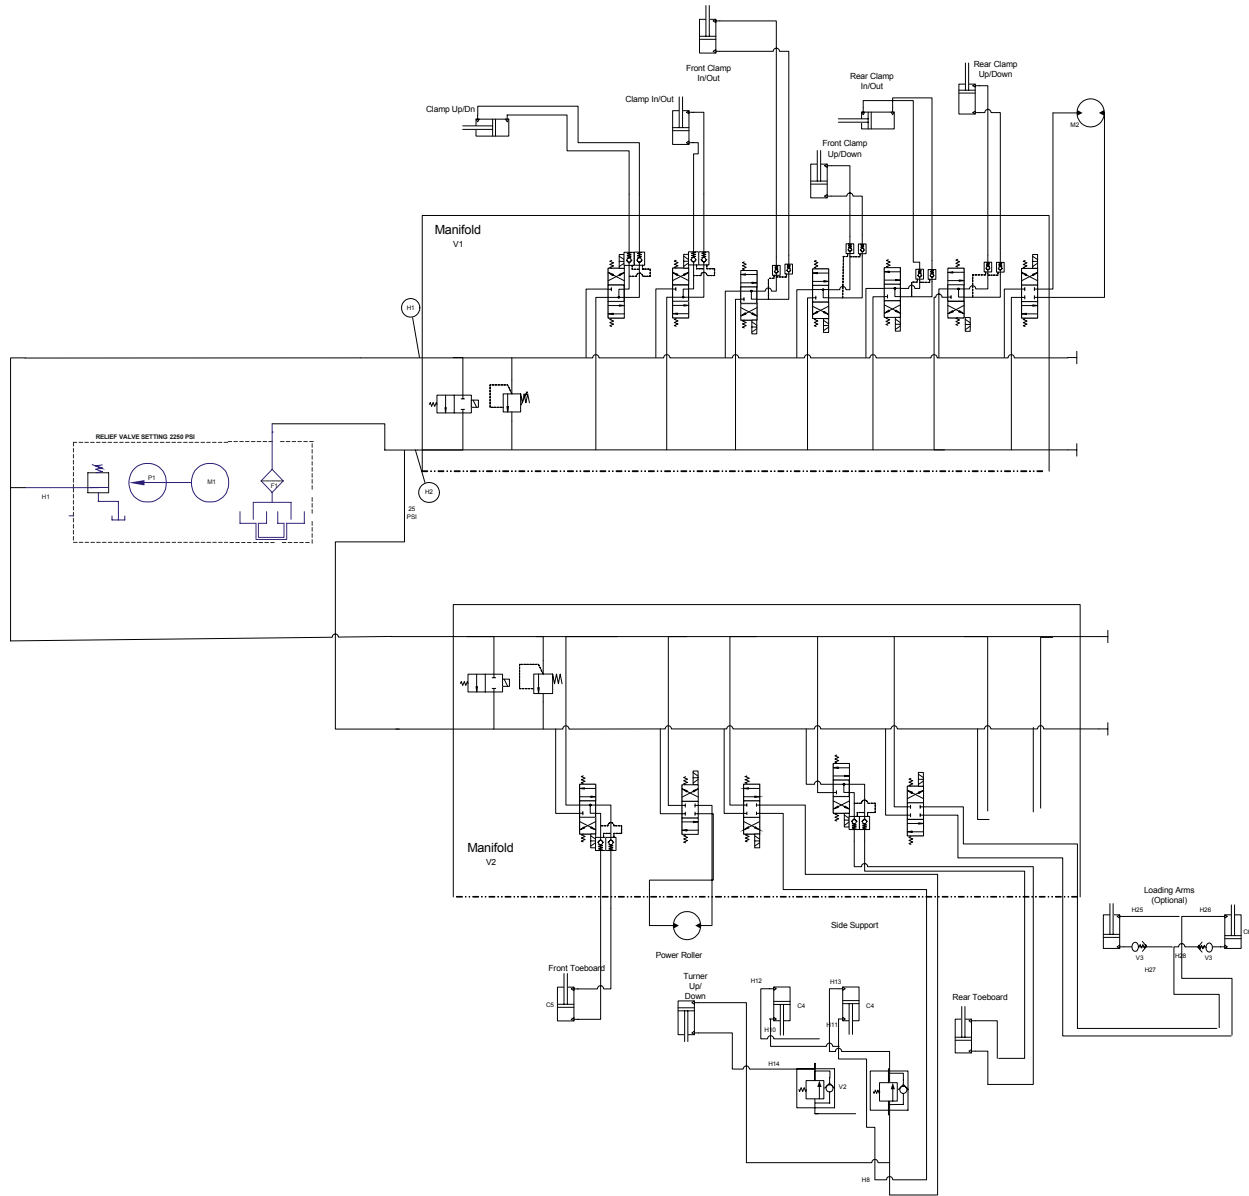 Front Clamp
In/Out
Rear Clamp
Up/Down
Rear Clamp
In/Out
Clamp Up/Dn
Clamp In/Out
M2
Front Clamp
Up/Down
Manifold
V1
H1
RELIEF VALVE SETTING 2250 PSI
P1
M1
F1
H1
H2
25
PSI
Manifold
V2
Loading Arms
(Optional)
H25
H26
V3
H28
V3
H27
Side Support
Power Roller
Front Toeboard
C5
Turner
Up/
Down
H12
C4
H13
C4
H10
H11
Rear Toeboard
H14
V2
H8